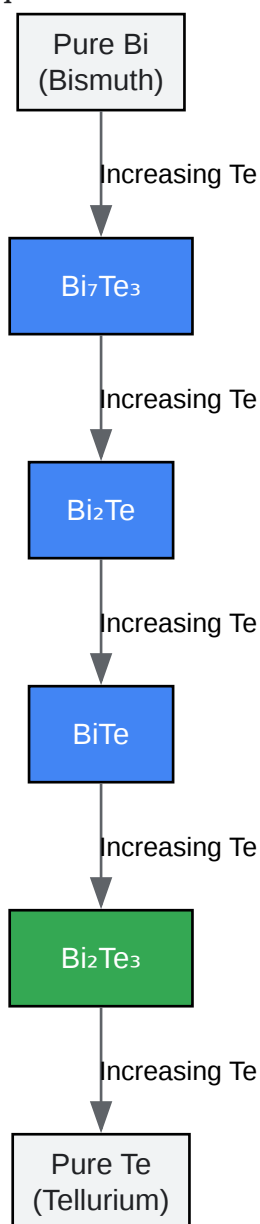 Pure Bi
(Bismuth)
Increasing Te
Bi₇Te₃
Increasing Te
Bi₂Te
Increasing Te
BiTe
Increasing Te
Bi₂Te₃
Increasing Te
Pure Te
(Tellurium)